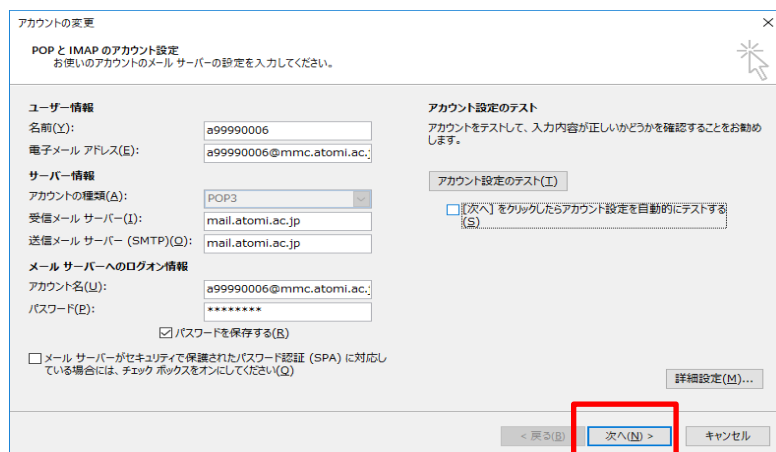 アカウントの変更
POP と IMAP のアカウント設定
お使いのアカウントのメール サーバーの設定を入力してください。
ユーザー情報
名前(Y):
a99990006
電子メール アドレス(E):
a99990006@mmc.atomi.ac.j
サーバー情報
アカウントの種類(A):
POP3
受信メール サーバー(I):
mail.atomi.ac.jp
送信メール サーバー (SMTP)(O):
mail.atomi.ac.jp
メール サーバーへのログオン情報
アカウント名(U):
a99990006@mmc.atomi.ac.j
パスワード(P):
********
パスワードを保存する(R)
メール サーバーがセキュリティで保護されたパスワード認証 (SPA) に対応し
ている場合には、チェック ボックスをオンにしてください(Q)
アカウント設定のテスト
アカウントをテストして、入力内容が正しいかどうかを確認することをお勧め
します。
アカウント設定のテスト(T)
[次へ] をクリックしたらアカウント設定を自動的にテストする
(S)
詳細設定(M)...
< 戻る(B)
次へ(N) >
キャンセル